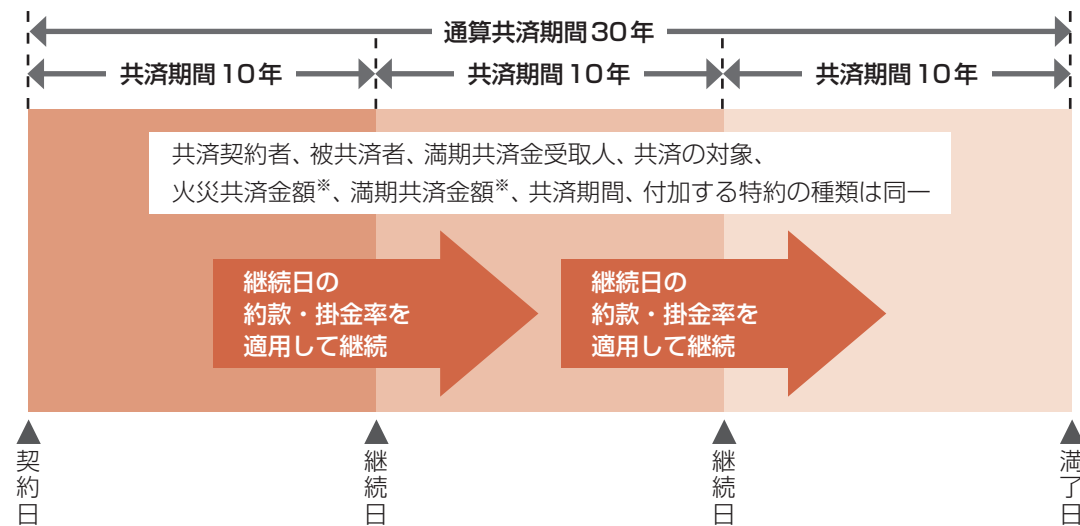 通算共済期間30年
共済期間10年
共済期間10年
共済期間10年
共済契約者、被共済者、満期共済金受取人、共済の対象、
火災共済金額※、満期共済金額※、共済期間、付加する特約の種類は同一
継続日の
約款・掛金率を
適用して継続
継続日の
約款・掛金率を
適用して継続
契約日
継続日
継続日
満了日